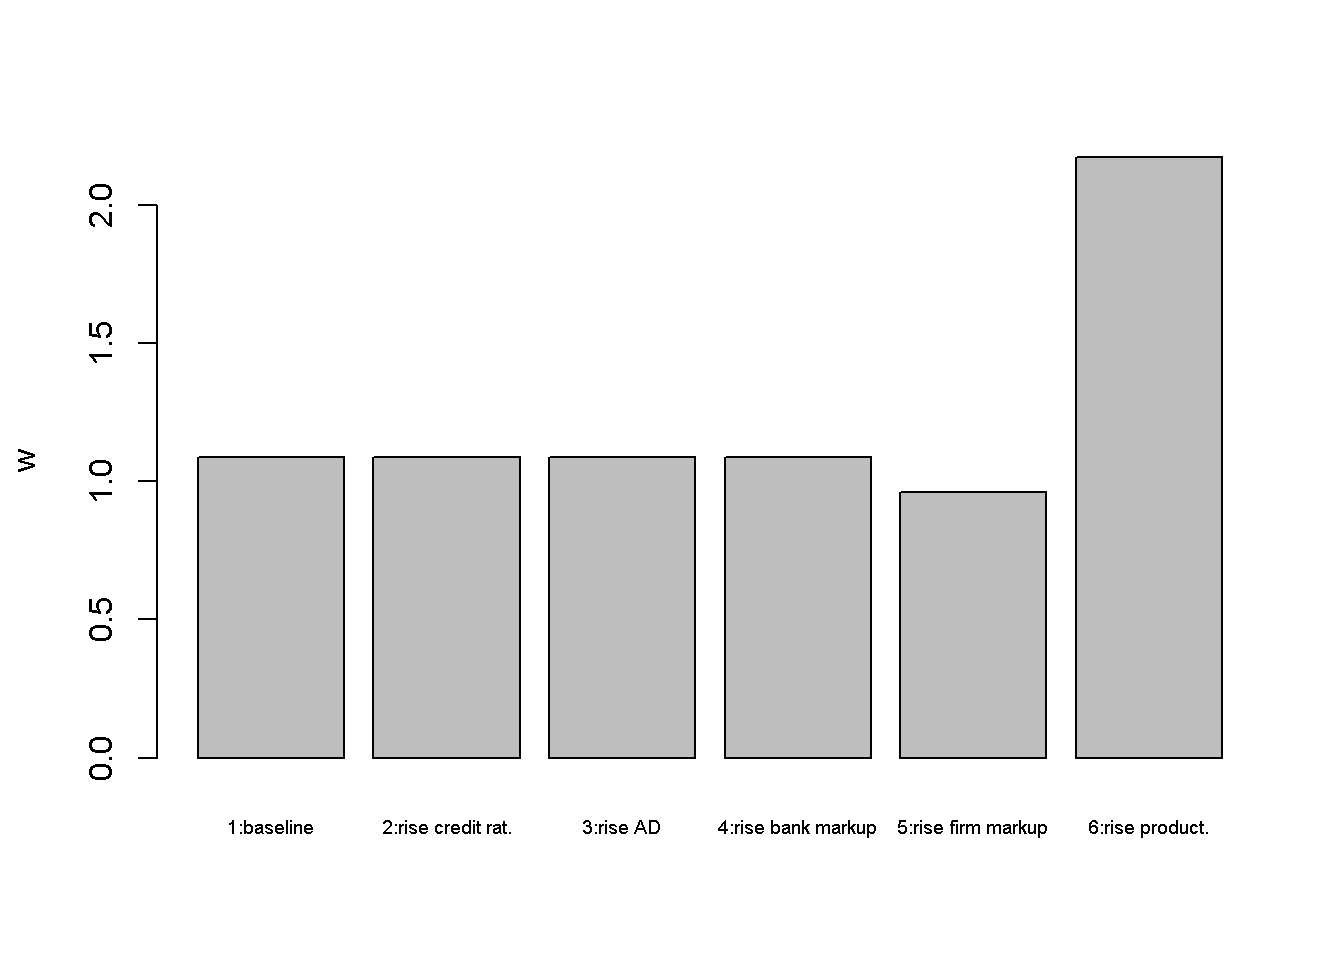 2.0
1.5
1.0
0.5
0.0
w
1:baseline
2:rise credit rat.
3:rise AD
4:rise bank markup
5:rise firm markup
6:rise product.